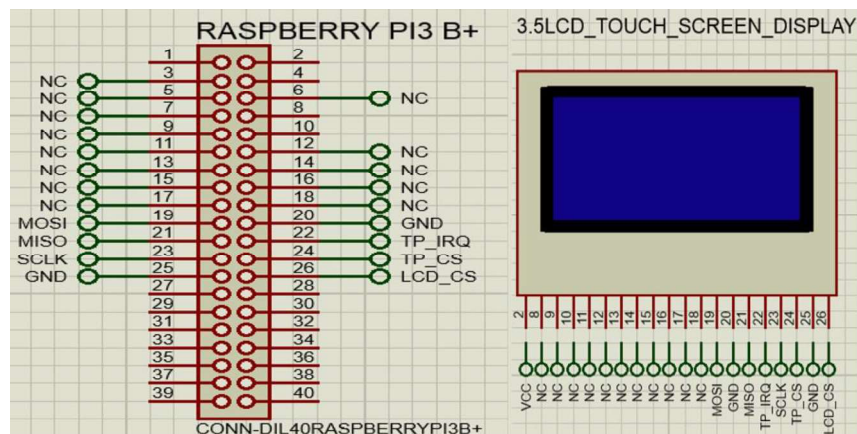 RASPBERRY PI3 B+
1 2
NC 3 4
NC 5 6 NC
NC 7 8
NC 9 10
NC 11 12 NC
NC 13 14 NC
NC 15 16 NC
NC 17 18 NC
MOSI 19 20 GND
MISO 21 22 TP_IRQ
SCLK 23 24 TP_CS
GND 25 26 LCD_CS
27 28
29 30
31 32
33 34
35 36
37 38
39 40
CONN-DIL40RASPBERRYPI3B+
3.5LCD_TOUCH_SCREEN_DISPLAY
2 8 9 10 11 12 13 14 15 16 17 18 19 20 21 22 23 24 25 26
VCC NC NC NC NC NC NC NC NC NC NC NC MOSI GND MISO TP_IRQ SCLK TP_CS GND LCD_CS